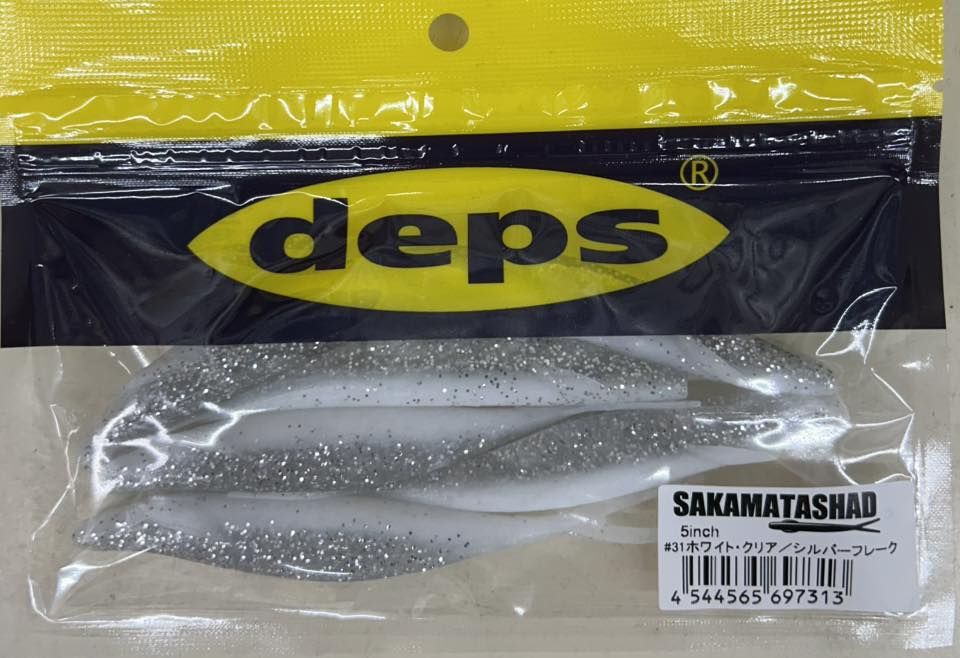 deps®
SAKAMATASHAD
5inch
#31ホワイト・クリア／シルバーフレーク
4 544565 697313